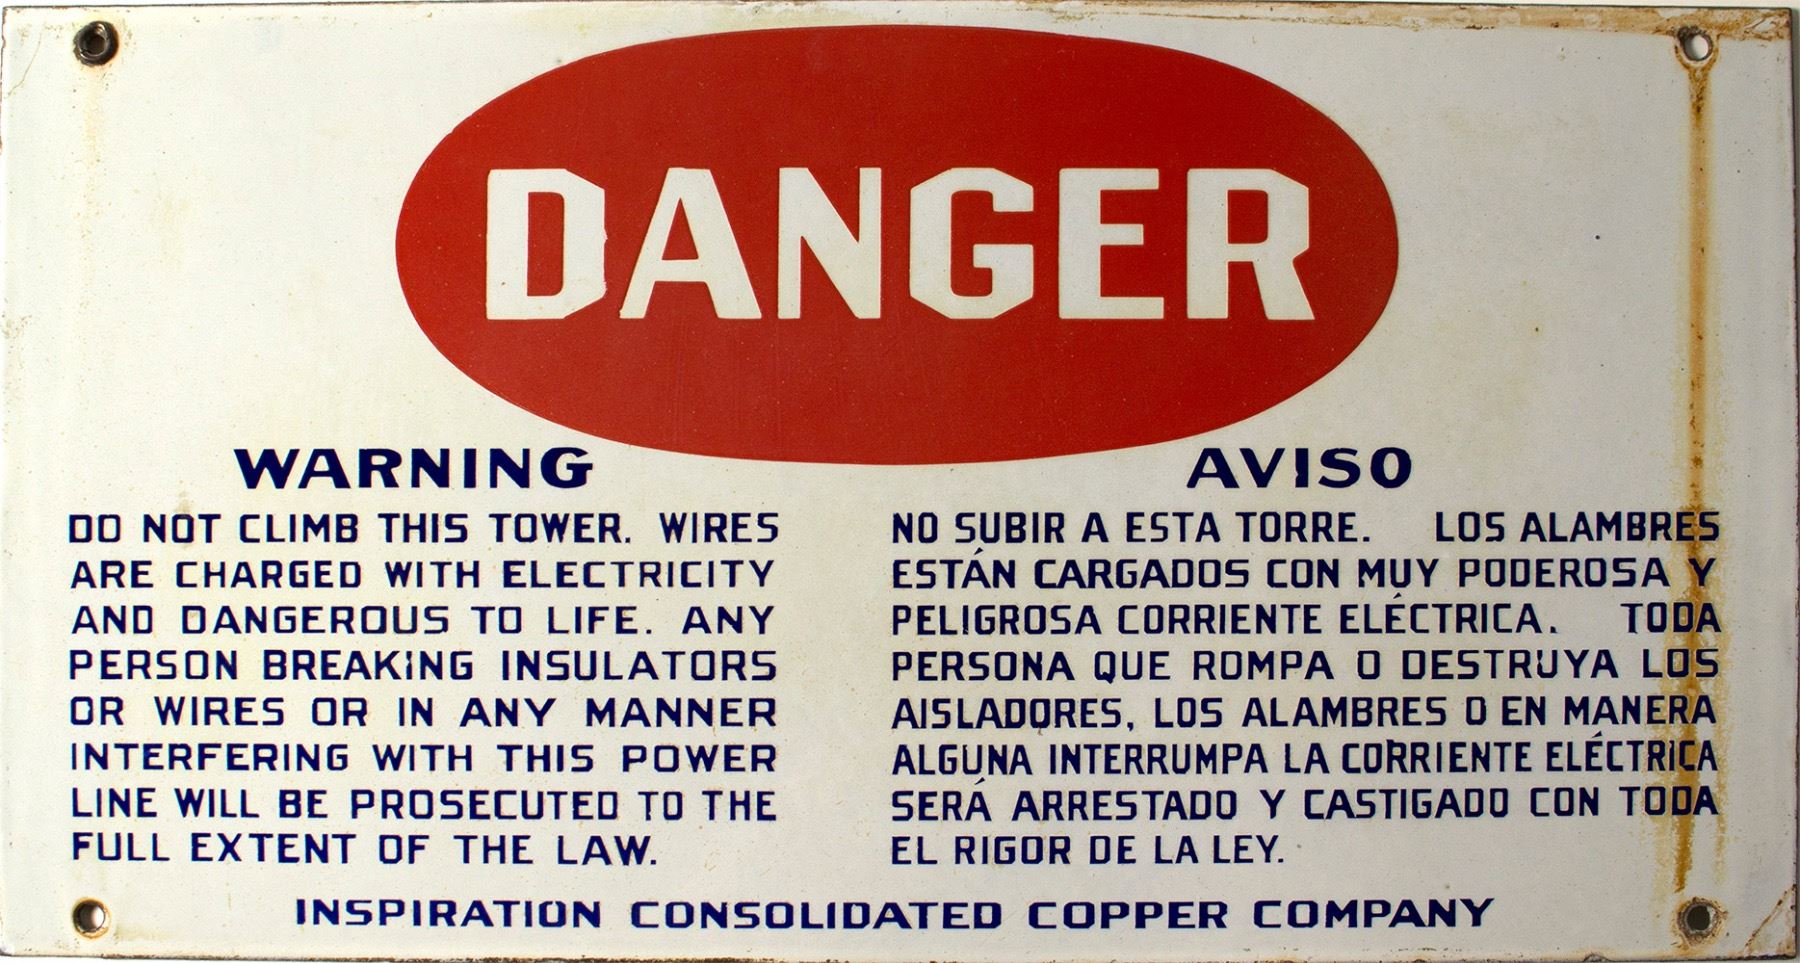 DANGER
WARNING
DO NOT CLIMB THIS TOWER. WIRES
ARE CHARGED WITH ELECTRICITY
AND DANGEROUS TO LIFE. ANY
PERSON BREAKING INSULATORS
OR WIRES OR IN ANY MANNER
INTERFERING WITH THIS POWER
LINE WILL BE PROSECUTED TO THE
FULL EXTENT OF THE LAW.
AVISO
NO SUBIR A ESTA TORRE. LOS ALAMBRES
ESTÁN CARGADOS CON MUY PODEROSA Y
PELIGROSA CORRIENTE ELÉCTRICA. TODA
PERSONA QUE ROMPA O DESTRUYA LOS
AISLADORES, LOS ALAMBRES O EN MANERA
ALGUNA INTERRUMPA LA CORRIENTE ELÉCTRICA
SERÁ ARRESTADO Y CASTIGADO CON TODA
EL RIGOR DE LA LEY.
INSPIRATION CONSOLIDATED COPPER COMPANY